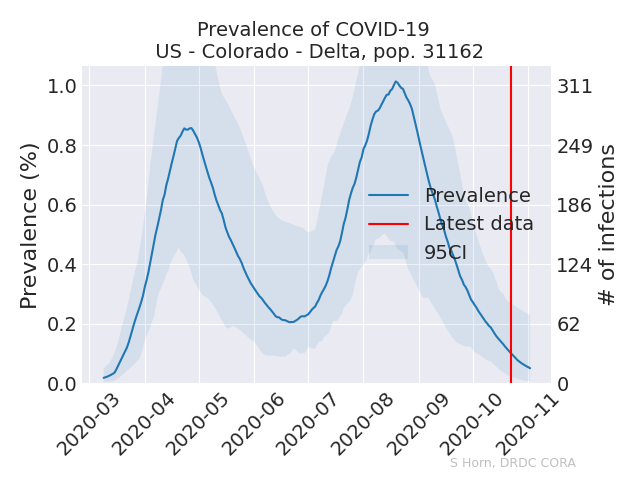 Prevalence of COVID-19
US - Colorado - Delta, pop. 31162
Prevalence (%)
1.0
0.8
0.6
0.4
0.2
0.0
311
249
186
124
62
0
# of infections
Prevalence
Latest data
95CI
2020-03
2020-04
2020-05
2020-06
2020-07
2020-08
2020-09
2020-10
2020-11
S Horn, DRDC CORA